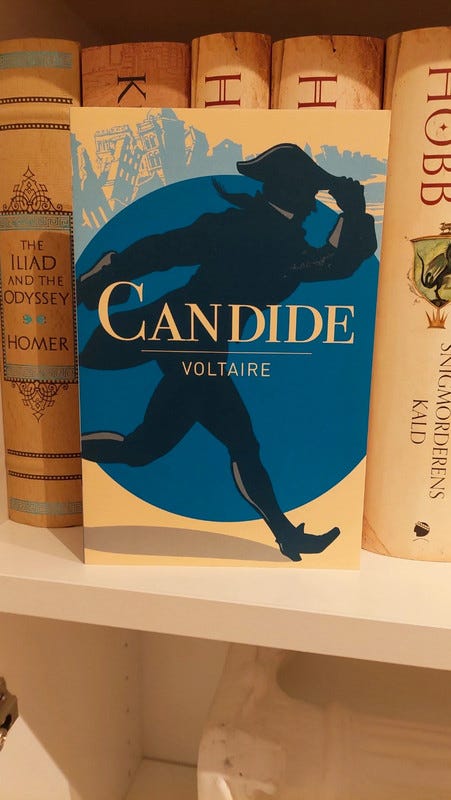 THE
ILIAD
AND THE
ODYSSEY
HOMER
K
H
H
HOBB
SNIGMORDERENS
KALD
CANDIDE
VOLTAIRE